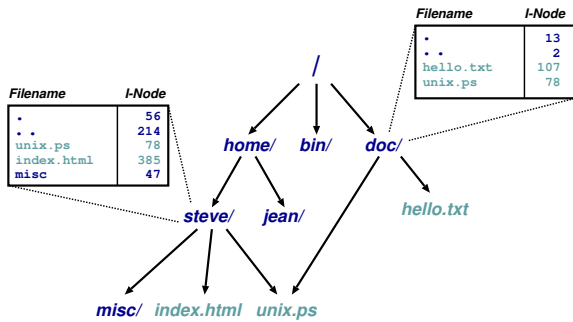 Filename I-Node
. 13
. . 2
hello.txt 107
unix.ps 78
/
Filename I-Node
. 56
. . 214
unix.ps 78
index.html 385
misc 47
home/ bin/ doc/
steve/ jean/ hello.txt
misc/ index.html unix.ps